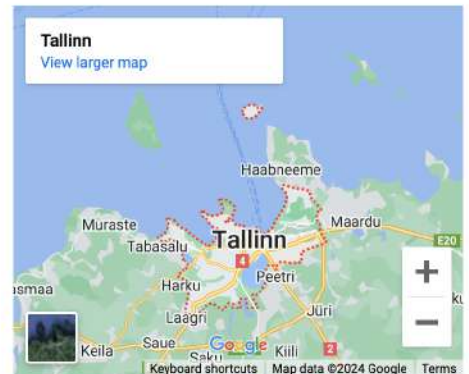 Tallinn
View larger map
Haabneeme
Muraste
Maardu
Tabasalu
Tallinn
E20
4
Peetri
Harku
Jüri
Laagri
Google
Keila
Saue
Saku
Kiili
2
Keyboard shortcuts Map data ©2024 Google Terms